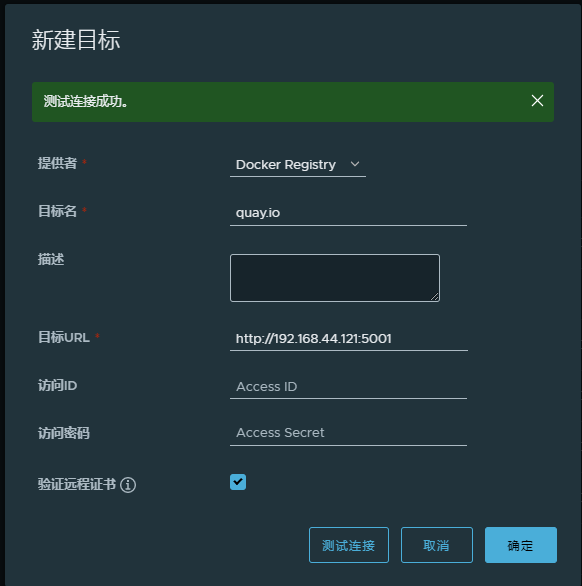 新建目标
测试连接成功。
提供者 *
Docker Registry
目标名 *
quay.io
描述
目标URL *
http://192.168.44.121:5001
访问ID
Access ID
访问密码
Access Secret
验证远程证书
测试连接
取消
确定